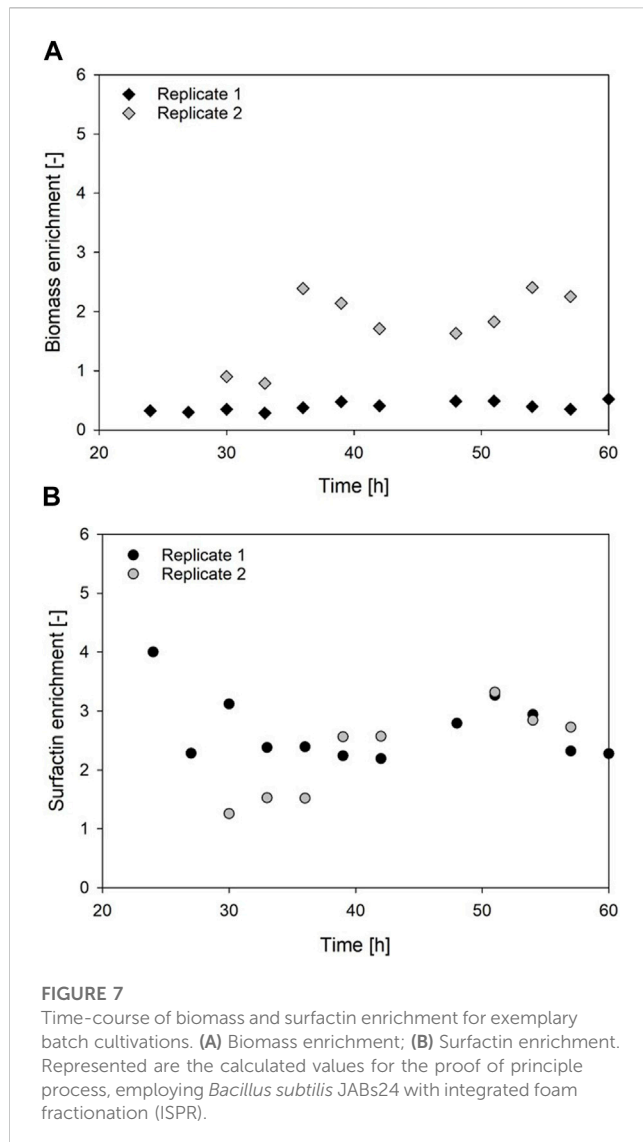 A
6
5
4
3
2
1
0
Biomass enrichment [-]
Replicate 1
Replicate 2
20 30 40 50 60
Time [h]
B
6
5
4
3
2
1
0
Surfactin enrichment [-]
Replicate 1
Replicate 2
20 30 40 50 60
Time [h]
FIGURE 7
Time-course of biomass and surfactin enrichment for exemplary
batch cultivations. (A) Biomass enrichment; (B) Surfactin enrichment.
Represented are the calculated values for the proof of principle
process, employing Bacillus subtilis JABs24 with integrated foam
fractionation (ISPR).